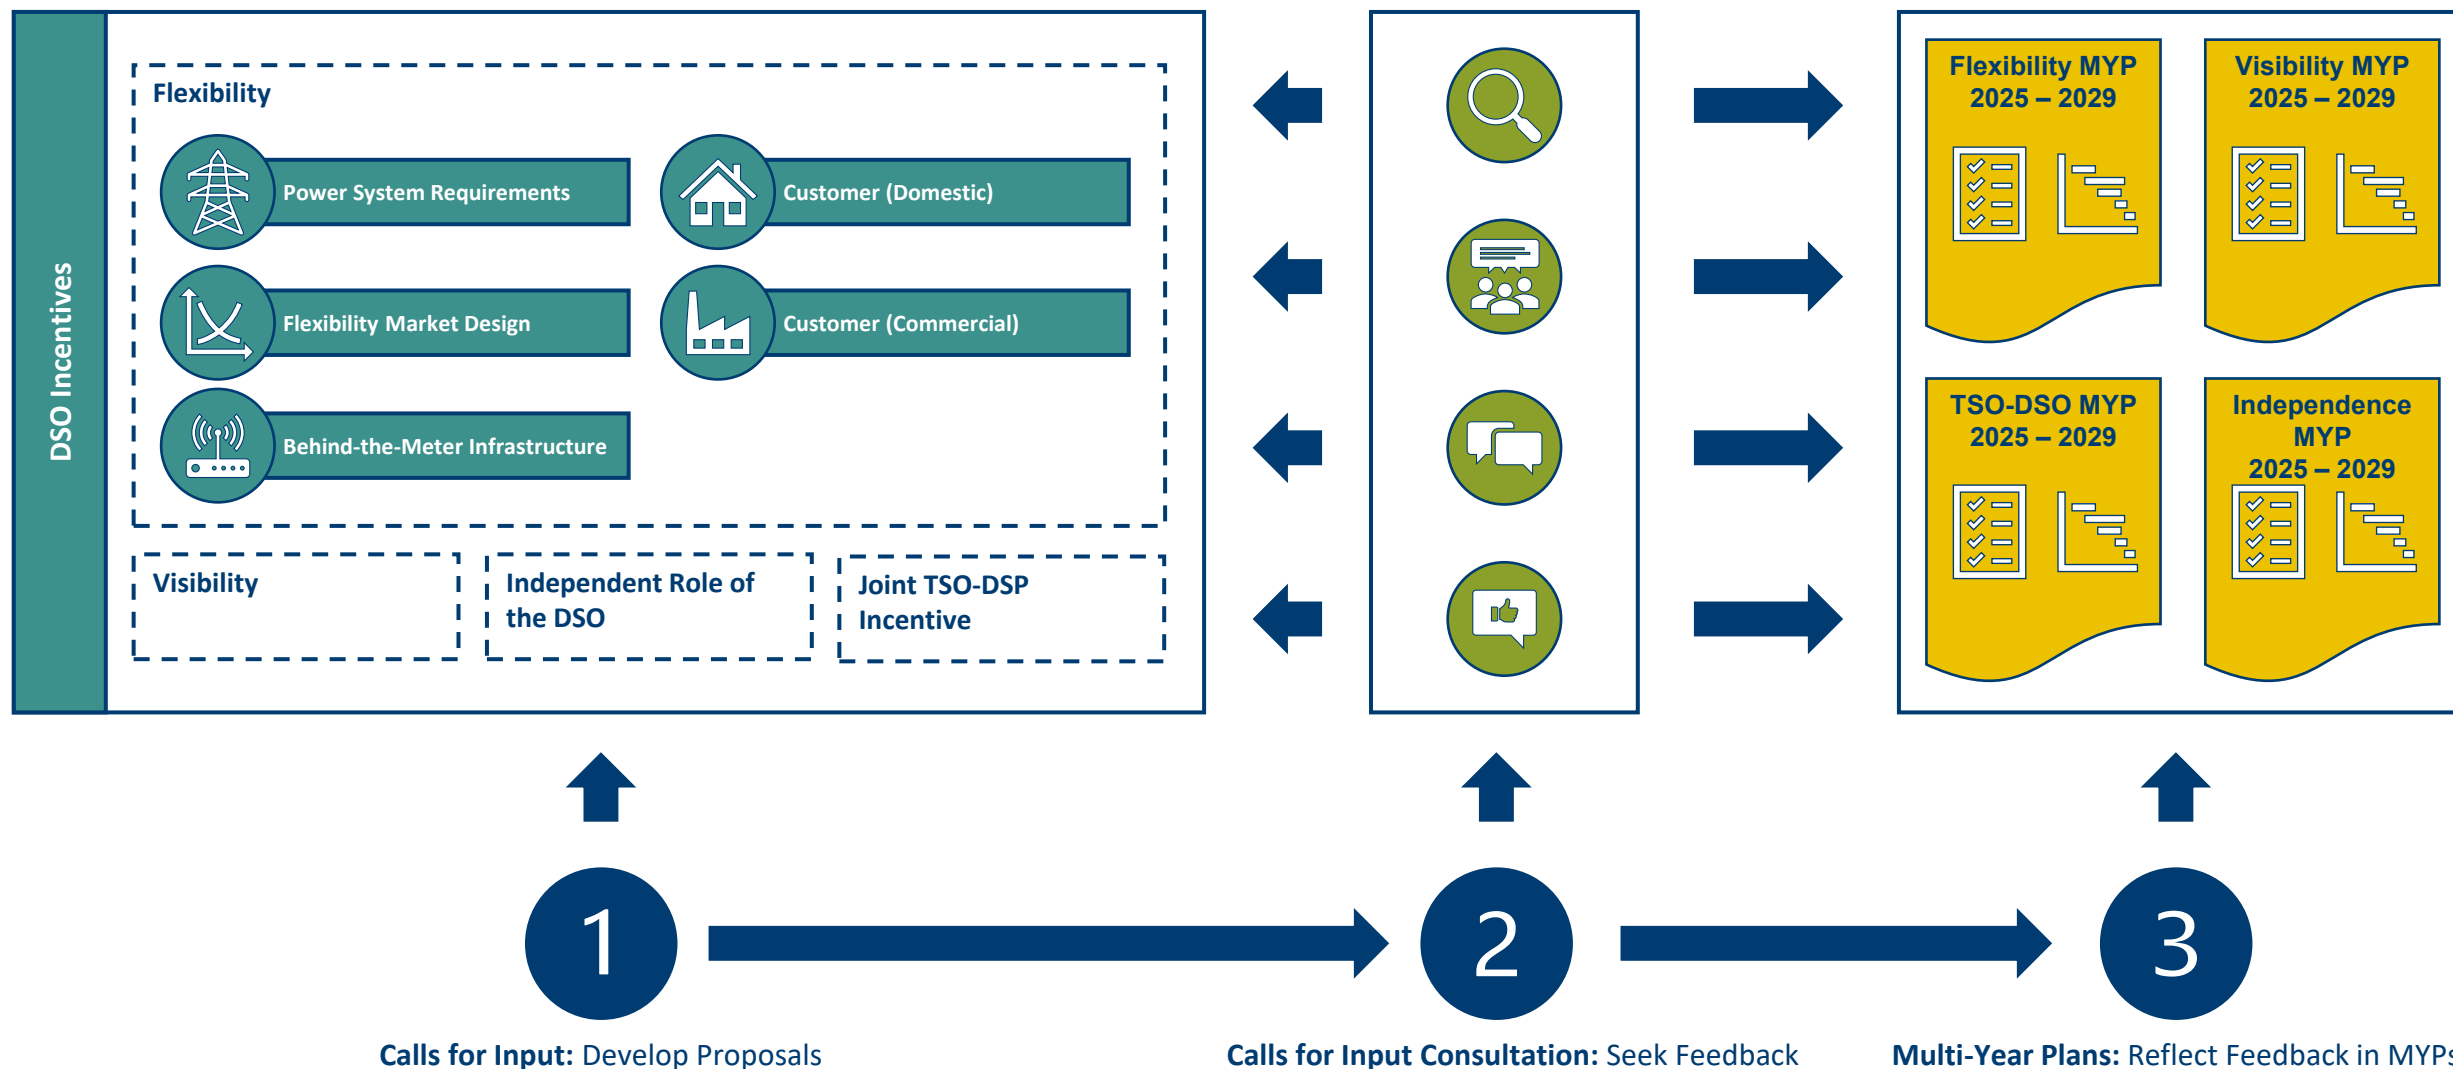 DSO Incentives
Flexibility
Power System Requirements
Customer (Domestic)
Flexibility Market Design
Customer (Commercial)
Behind-the-Meter Infrastructure
Visibility
Independent Role of
the DSO
Joint TSO-DSP
Incentive
Flexibility MYP
2025 – 2029
Visibility MYP
2025 – 2029
TSO-DSO MYP
2025 – 2029
Independence
MYP
2025 – 2029
1
2
3
Calls for Input: Develop Proposals
Calls for Input Consultation: Seek Feedback
Multi-Year Plans: Reflect Feedback in MYPs